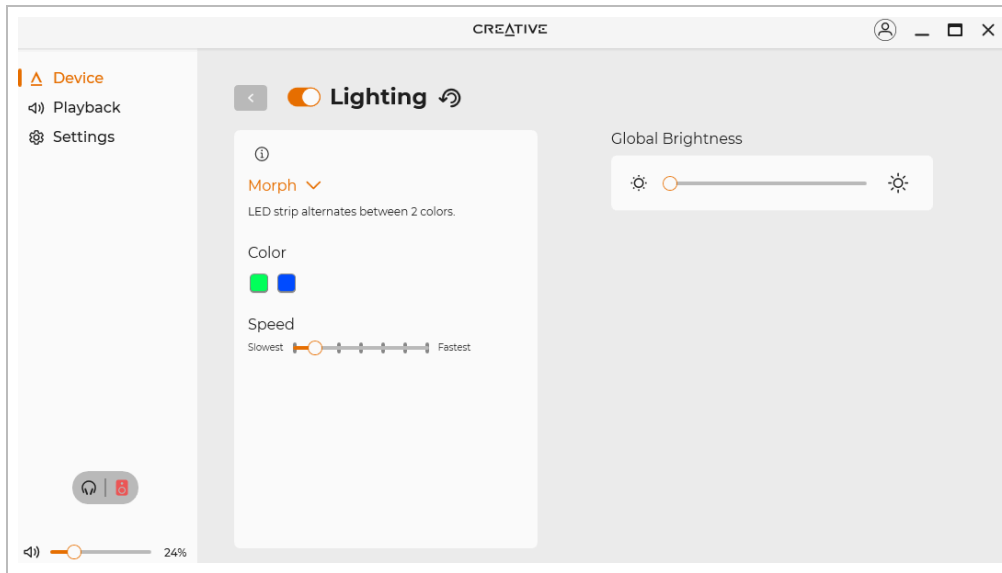 CREATIVE
Device
Playback
Settings
Lighting
Morph
LED strip alternates between 2 colors.
Color
Speed
Slowest Fastest
Global Brightness
24%